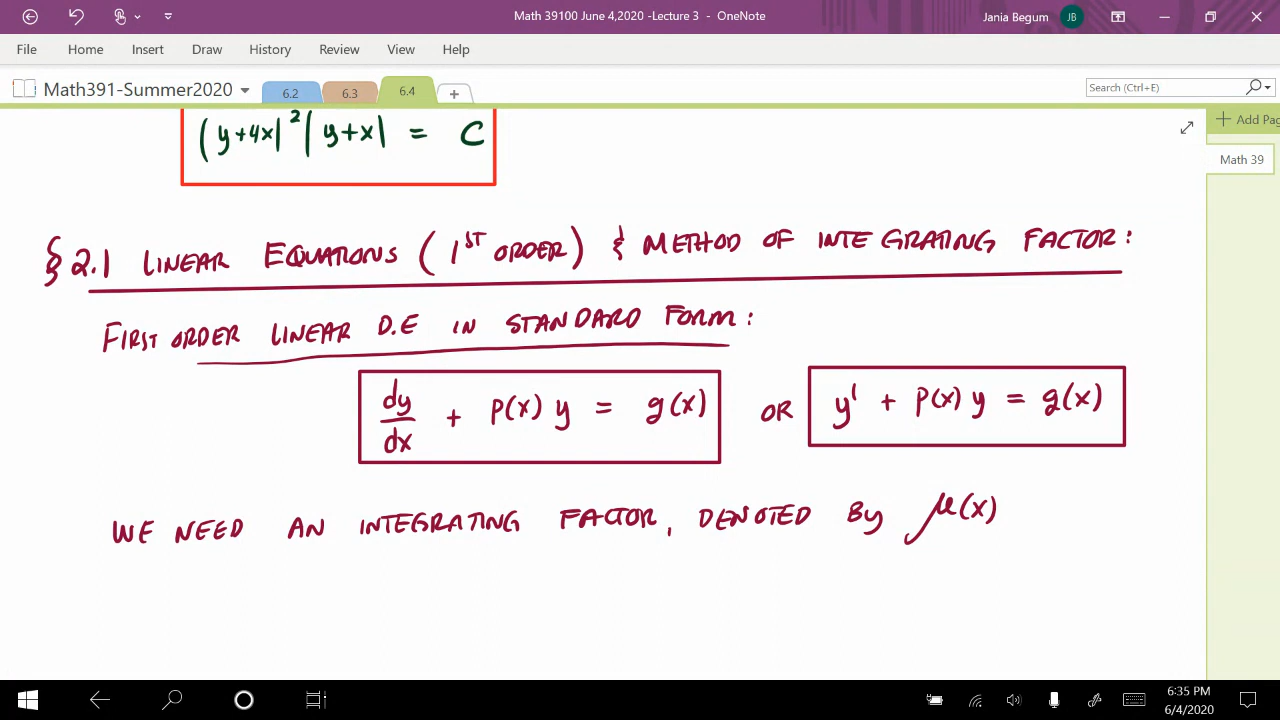 Math 39100 June 4,2020 -Lecture 3 - OneNote
Jania Begum JB
File Home Insert Draw History Review View Help
Math391-Summer2020 6.2 6.3 6.4 +
Search (Ctrl+E)
Add Pag
Math 39
(y+4x|²|y+x| = C
§ 2.1 LINEAR EQUATIONS (1ST ORDER) & METHOD OF INTEGRATING FACTOR:
FIRST ORDER LINEAR D.E IN STANDARD FORM:
dy/dx + p(x) y = g(x) OR y' + p(x) y = g(x)
WE NEED AN INTEGRATING FACTOR, DENOTED BY μ(x)
6:35 PM
6/4/2020